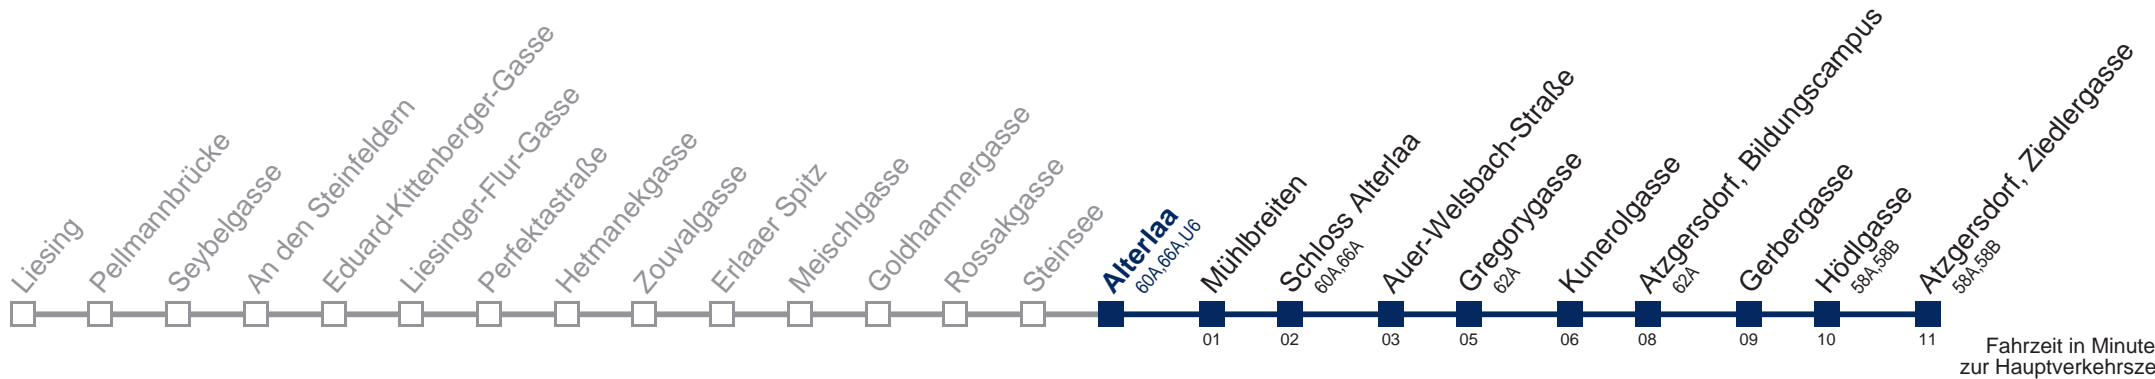 Liesing
Pellmannbrücke
Seybelgasse
An den Steinfeldern
Eduard-Kittenberger-Gasse
Liesinger-Flur-Gasse
Perfektastraße
Hetmanekgasse
Zouvalgasse
Erlaaer Spitz
Meischlgasse
Goldhammergasse
Rossakgasse
Steinsee
Alterlaa
60A,66A,U6
Mühlbreiten
Schloss Alterlaa
60A,66A
Auer-Welsbach-Straße
Gregorygasse
62A
Kunerolgasse
Atzgersdorf, Bildungscampus
62A
Gerbergasse
Hödlgasse
58A,58B
Atzgersdorf, Ziedlergasse
58A,58B
01 02 03 05 06 08 09 10 11
Fahrzeit in Minute
zur Hauptverkehrsze